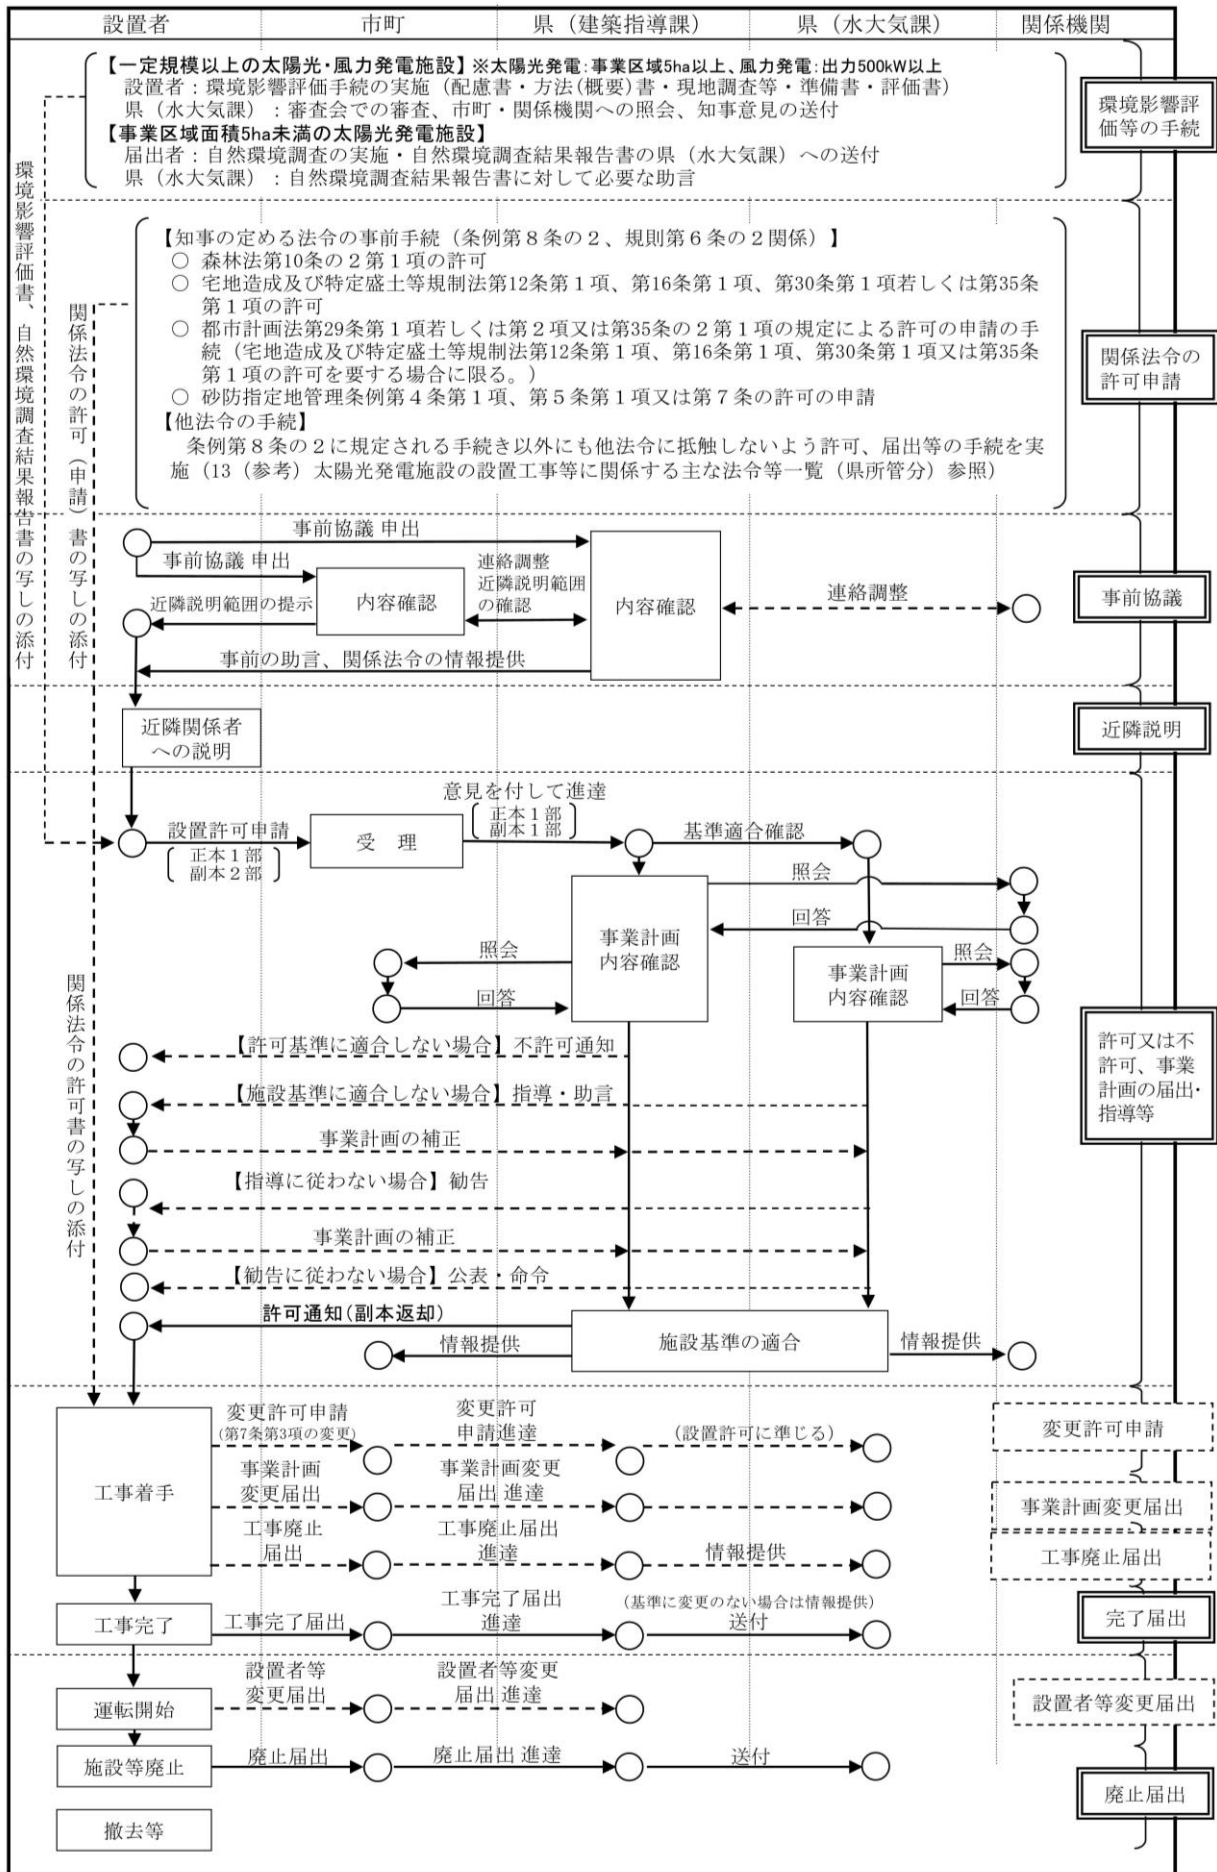 設置者　市町　県（建築指導課）　県（水大気課）　関係機関
【一定規模以上の太陽光・風力発電施設】※太陽光発電：事業区域5ha以上、風力発電：出力500kW以上
設置者：環境影響評価手続の実施（配慮書・方法(概要)書・現地調査等・準備書・評価書）
県（水大気課）：審査会での審査、市町・関係機関への照会、知事意見の送付
【事業区域面積5ha未満の太陽光発電施設】
届出者：自然環境調査の実施・自然環境調査結果報告書の県（水大気課）への送付
県（水大気課）：自然環境調査結果報告書に対して必要な助言
環境影響評
価等の手続
環境影響評価書、自然環境調査結果報告書の写しの添付
関係法令の許可（申請）書の写しの添付
【知事の定める法令の事前手続（条例第８条の２、規則第６条の２関係）】
○ 森林法第10条の２第１項の許可
○ 宅地造成及び特定盛土等規制法第12条第１項、第16条第１項、第30条第１項若しくは第35条
第１項の許可
○ 都市計画法第29条第１項若しくは第２項又は第35条の２第１項の規定による許可の申請の手
続（宅地造成及び特定盛土等規制法第12条第１項、第16条第１項、第30条第１項又は第35条
第１項の許可を要する場合に限る。）
○ 砂防指定地管理条例第４条第１項、第５条第１項又は第７条の許可の申請
【他法令の手続】
条例第８条の２に規定される手続き以外にも他法令に抵触しないよう許可、届出等の手続を実
施（13（参考）太陽光発電施設の設置工事等に関係する主な法令等一覧（県所管分）参照）
関係法令の
許可申請
事前協議 申出
事前協議 申出
連絡調整
近隣説明範囲
の確認
内容確認
内容確認
連絡調整
近隣説明範囲の提示
事前の助言、関係法令の情報提供
事前協議
近隣関係者
への説明
近隣説明
意見を付して進達
正本１部
副本１部
設置許可申請
正本１部
副本２部
受　理
基準適合確認
照会
回答
事業計画
内容確認
照会
回答
事業計画
内容確認
照会
回答
関係法令の許可書の写しの添付
【許可基準に適合しない場合】不許可通知
【施設基準に適合しない場合】指導・助言
事業計画の補正
【指導に従わない場合】勧告
事業計画の補正
【勧告に従わない場合】公表・命令
許可通知(副本返却)
施設基準の適合
情報提供
情報提供
許可又は不
許可、事業
計画の届出・
指導等
工事着手
変更許可申請
(第7条第3項の変更)
変更許可
申請進達
(設置許可に準じる)
変更許可申請
事業計画
変更届出
事業計画変更
届出 進達
事業計画変更届出
工事廃止
届出
工事廃止届出
進達
情報提供
工事廃止届出
工事完了
工事完了届出
工事完了届出
進達
(基準に変更のない場合は情報提供)
送付
完了届出
運転開始
設置者等
変更届出
設置者等変更
届出 進達
設置者等変更届出
施設等廃止
廃止届出
廃止届出 進達
送付
廃止届出
撤去等